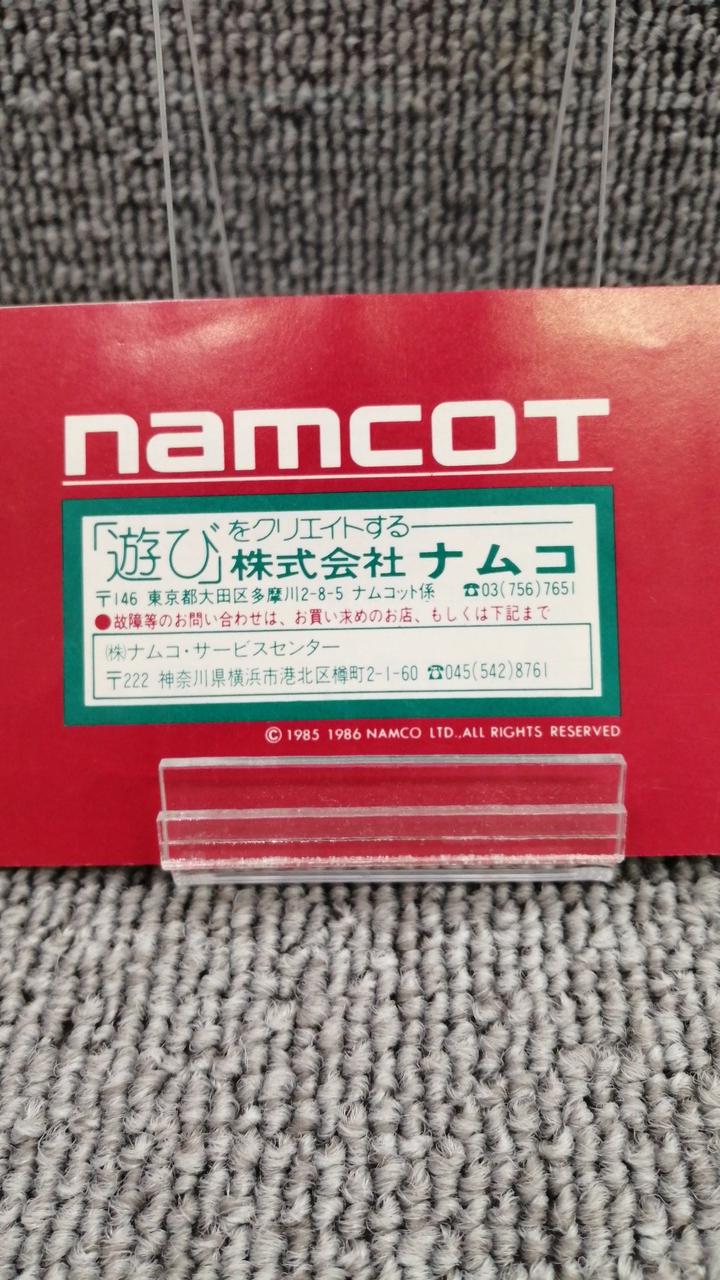 namcoT
「遊び」をクリエイトする
株式会社 ナムコ
〒146 東京都大田区多摩川2-8-5 ナムコット係 ☎03(756)7651
●故障等のお問い合わせは、お買い求めのお店、もしくは下記まで
㈱ナムコ・サービスセンター
〒222 神奈川県横浜市港北区樽町2-1-60 ☎045(542)8761
© 1985 1986 NAMCO LTD.,ALL RIGHTS RESERVED